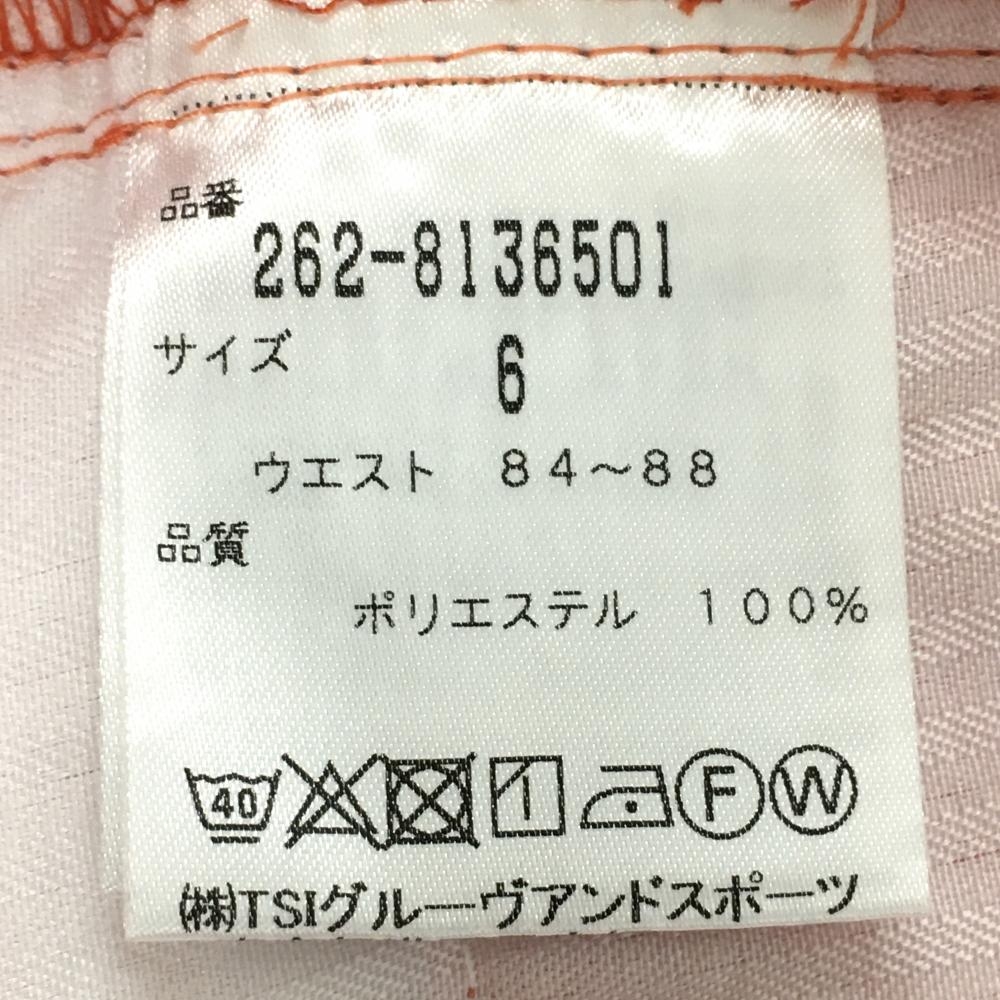 品番
262-8136501
サイズ 6
ウエスト 84～88
品質
ポリエステル 100%
40 F W
㈱TSIグルーヴアンドスポーツ